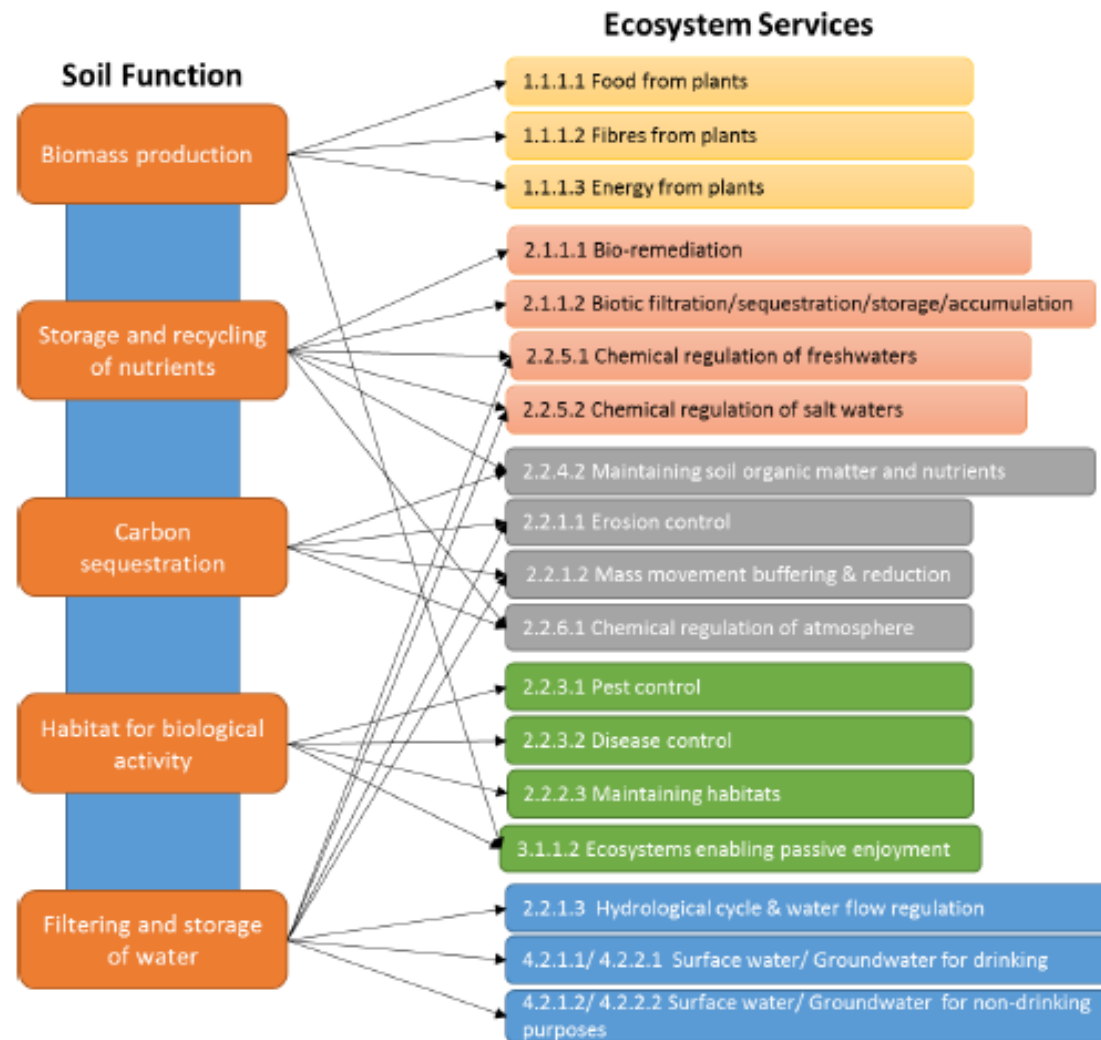 Ecosystem Services
Soil Function
Biomass production
Storage and recycling
of nutrients
Carbon
sequestration
Habitat for biological
activity
Filtering and storage
of water
1.1.1.1 Food from plants
1.1.1.2 Fibres from plants
1.1.1.3 Energy from plants
2.1.1.1 Bio-remediation
2.1.1.2 Biotic filtration/sequestration/storage/accumulation
2.2.5.1 Chemical regulation of freshwaters
2.2.5.2 Chemical regulation of salt waters
2.2.4.2 Maintaining soil organic matter and nutrients
2.2.1.1 Erosion control
2.2.1.2 Mass movement buffering & reduction
2.2.6.1 Chemical regulation of atmosphere
2.2.3.1 Pest control
2.2.3.2 Disease control
2.2.2.3 Maintaining habitats
3.1.1.2 Ecosystems enabling passive enjoyment
2.2.1.3 Hydrological cycle & water flow regulation
4.2.1.1/ 4.2.2.1 Surface water/ Groundwater for drinking
4.2.1.2/ 4.2.2.2 Surface water/ Groundwater for non-drinking
purposes